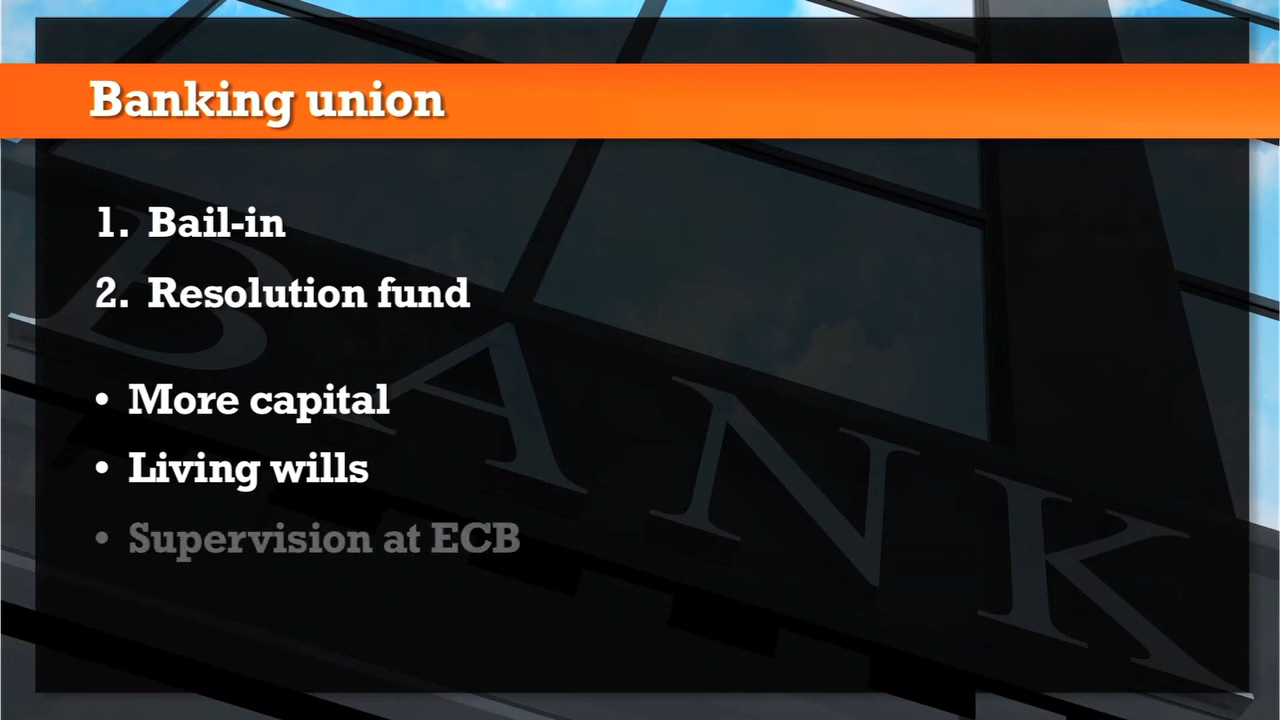 Banking union
1. Bail-in
2. Resolution fund
• More capital
• Living wills
• Supervision at ECB
BANK